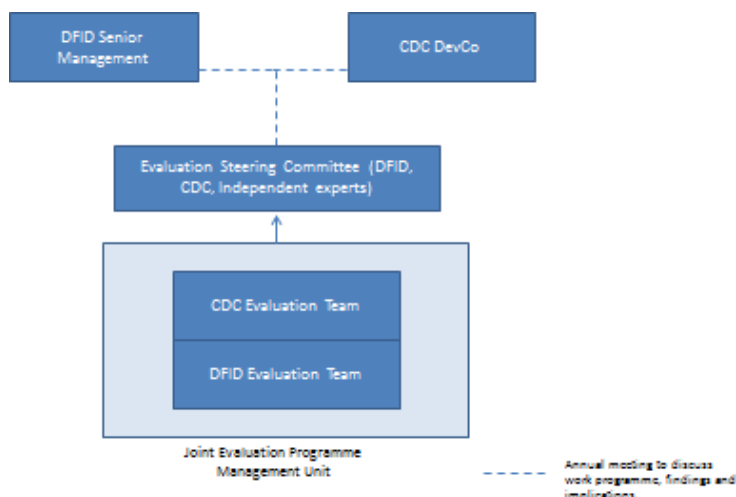 DFID Senior
Management
CDC DevCo
Evaluation Steering Committee (DFID,
CDC, Independent experts)
CDC Evaluation Team
DFID Evaluation Team
Joint Evaluation Programme
Management Unit
Annual meeting to discuss
work programme, findings and
implications